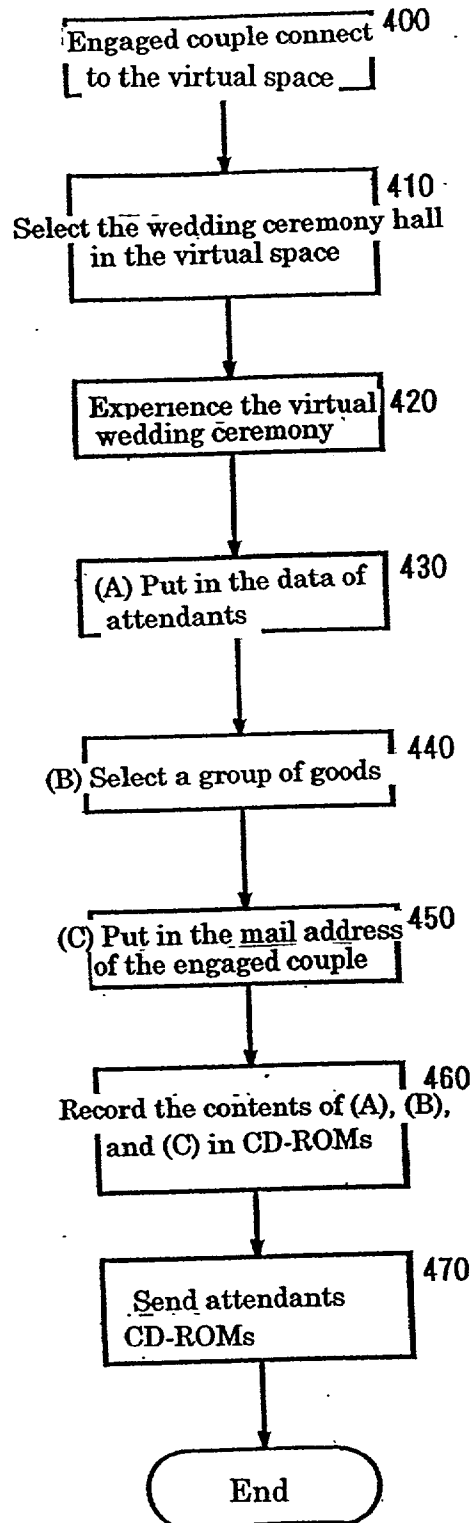 Engaged couple connect 400
to the virtual space
410
Select the wedding ceremony hall
in the virtual space
Experience the virtual 420
wedding ceremony
(A) Put in the data of 430
attendants
440
(B) Select a group of goods
(C) Put in the mail address 450
of the engaged couple
460
Record the contents of (A), (B),
and (C) in CD-ROMs
470
Send attendants
CD-ROMs
End